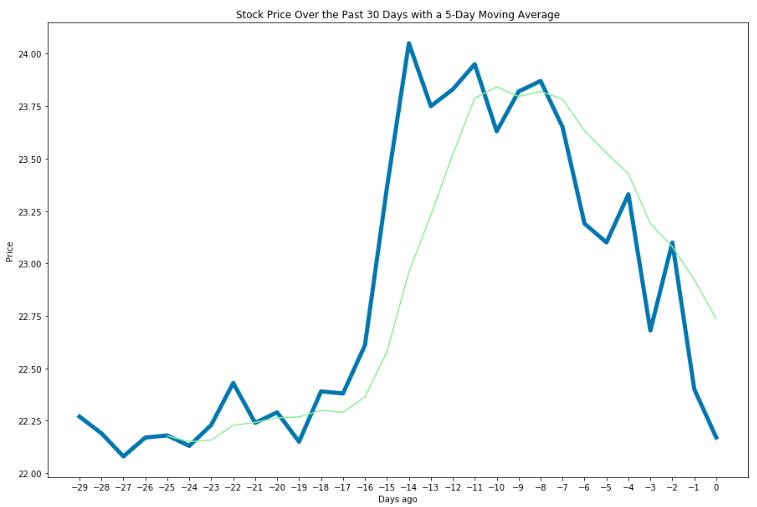 Stock Price Over the Past 30 Days with a 5-Day Moving Average
24.00
23.75
23.50
23.25
23.00
22.75
22.50
22.25
22.00
Price
−29 −28 −27 −26 −25 −24 −23 −22 −21 −20 −19 −18 −17 −16 −15 −14 −13 −12 −11 −10 −9 −8 −7 −6 −5 −4 −3 −2 −1 0
Days ago